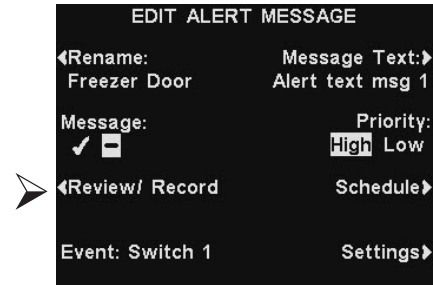 EDIT ALERT MESSAGE
Rename: Message Text:
Freezer Door Alert text msg 1
Message: Priority:
✓ - High Low
Review/ Record Schedule
Event: Switch 1 Settings